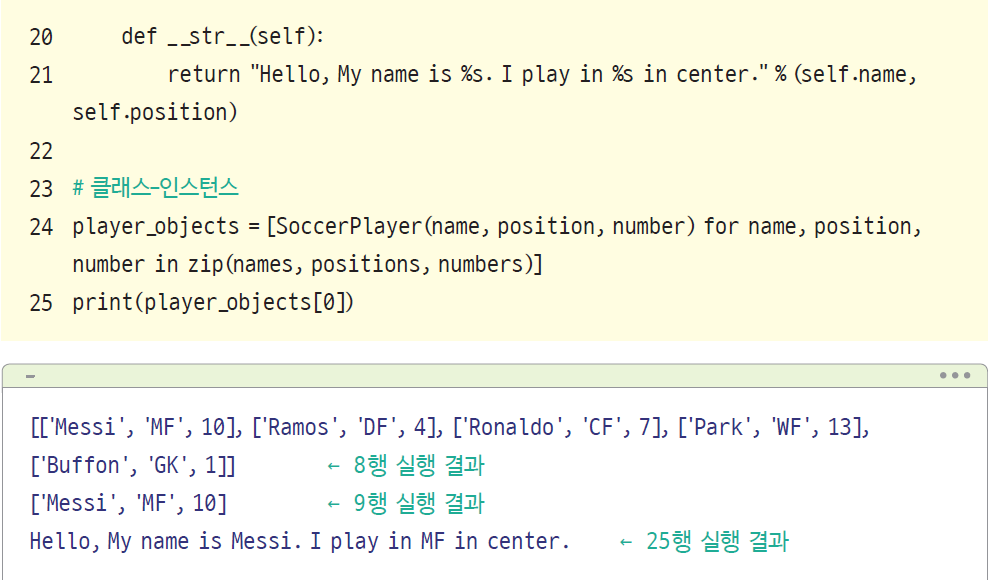 20 def __str__(self):
21 return "Hello, My name is %s. I play in %s in center." % (self.name,
self.position)
22
23 # 클래스-인스턴스
24 player_objects = [SoccerPlayer(name, position, number) for name, position,
number in zip(names, positions, numbers)]
25 print(player_objects[0])
[['Messi', 'MF', 10], ['Ramos', 'DF', 4], ['Ronaldo', 'CF', 7], ['Park', 'WF', 13],
['Buffon', 'GK', 1]] ← 8행 실행 결과
['Messi', 'MF', 10] ← 9행 실행 결과
Hello, My name is Messi. I play in MF in center. ← 25행 실행 결과